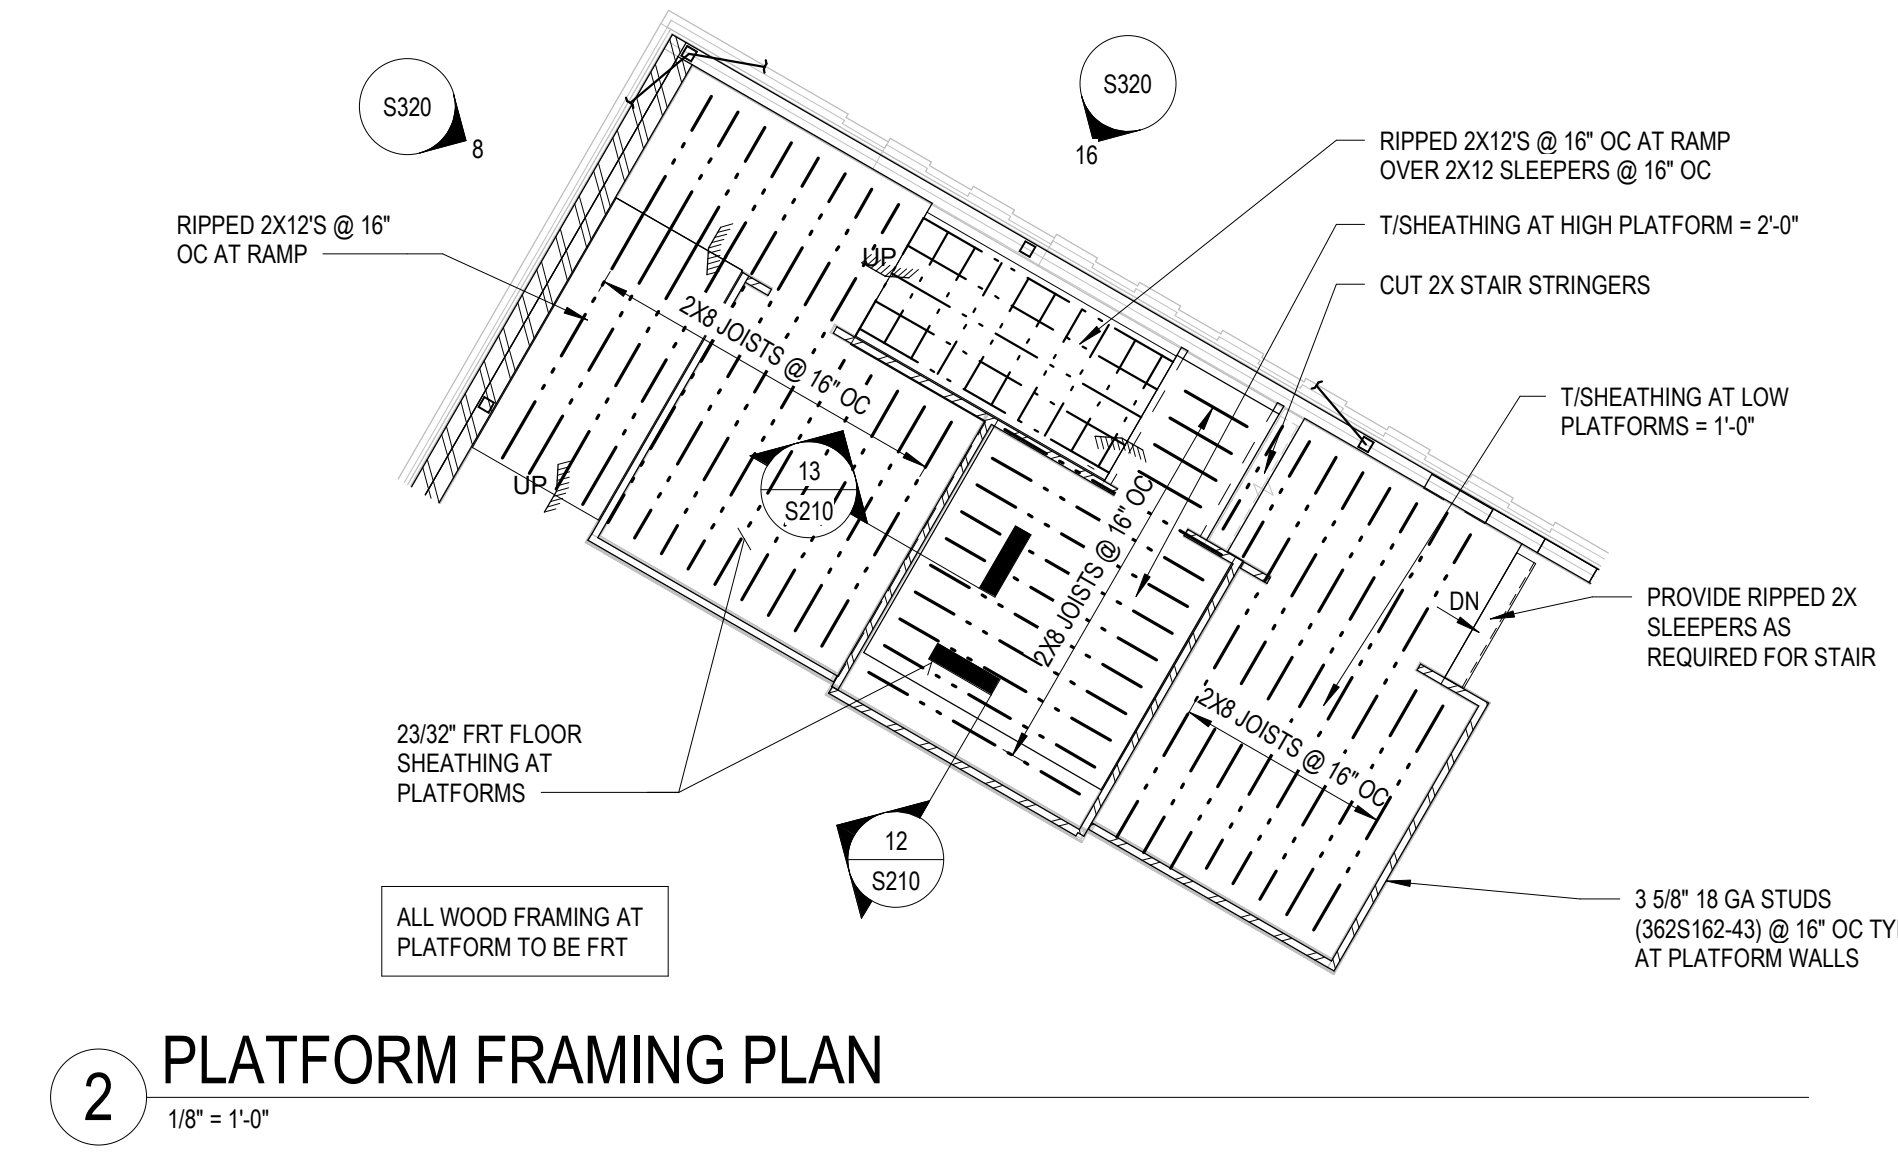 S320
8
S320
16
RIPPED 2X12'S @ 16" OC AT RAMP
OVER 2X12 SLEEPERS @ 16" OC
T/SHEATHING AT HIGH PLATFORM = 2'-0"
CUT 2X STAIR STRINGERS
RIPPED 2X12'S @ 16"
OC AT RAMP
UP
2X8 JOISTS @ 16" OC
T/SHEATHING AT LOW
PLATFORMS = 1'-0"
UP
13
S210
2X8 JOISTS @ 16" OC
DN
PROVIDE RIPPED 2X
SLEEPERS AS
REQUIRED FOR STAIR
2X8 JOISTS @ 16" OC
23/32" FRT FLOOR
SHEATHING AT
PLATFORMS
12
S210
ALL WOOD FRAMING AT
PLATFORM TO BE FRT
3 5/8" 18 GA STUDS
(362S162-43) @ 16" OC
AT PLATFORM WALLS
2
PLATFORM FRAMING PLAN
1/8" = 1'-0"